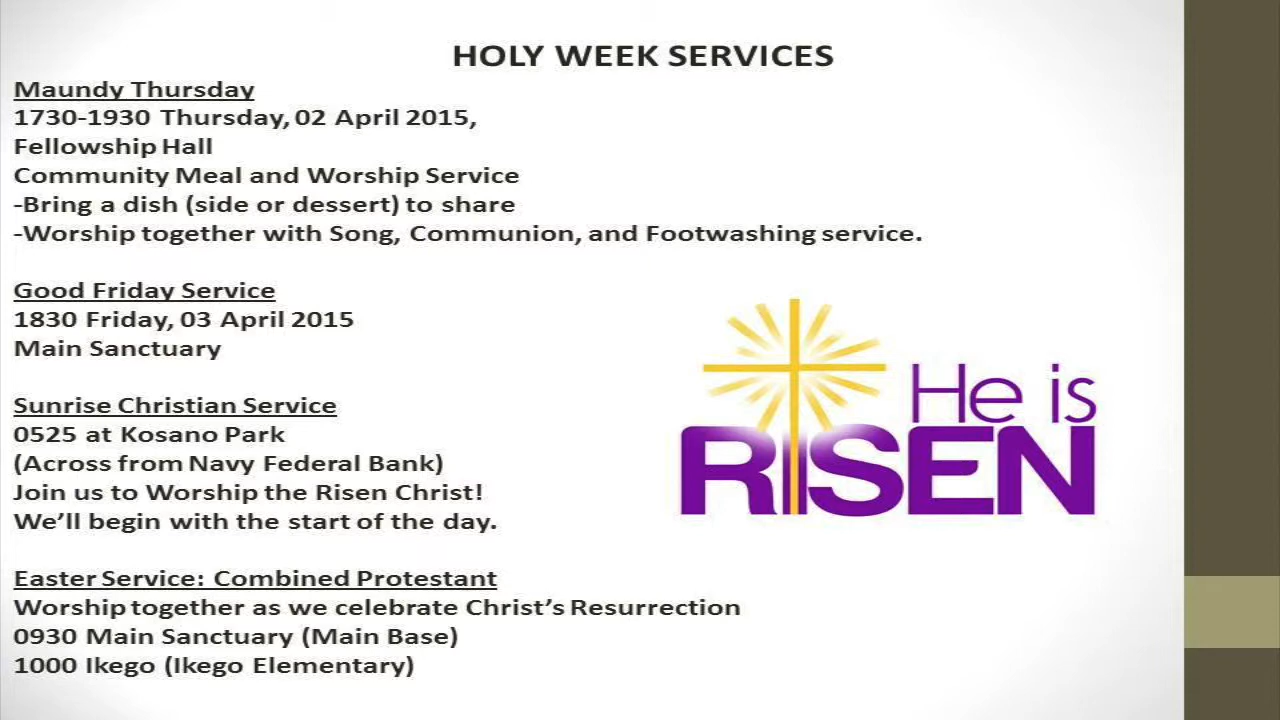 HOLY WEEK SERVICES
Maundy Thursday
1730-1930 Thursday, 02 April 2015,
Fellowship Hall
Community Meal and Worship Service
-Bring a dish (side or dessert) to share
-Worship together with Song, Communion, and Footwashing service.
Good Friday Service
1830 Friday, 03 April 2015
Main Sanctuary
Sunrise Christian Service
0525 at Kosano Park
(Across from Navy Federal Bank)
Join us to Worship the Risen Christ!
We’ll begin with the start of the day.
Easter Service: Combined Protestant
Worship together as we celebrate Christ’s Resurrection
0930 Main Sanctuary (Main Base)
1000 Ikego (Ikego Elementary)
He is
RISEN